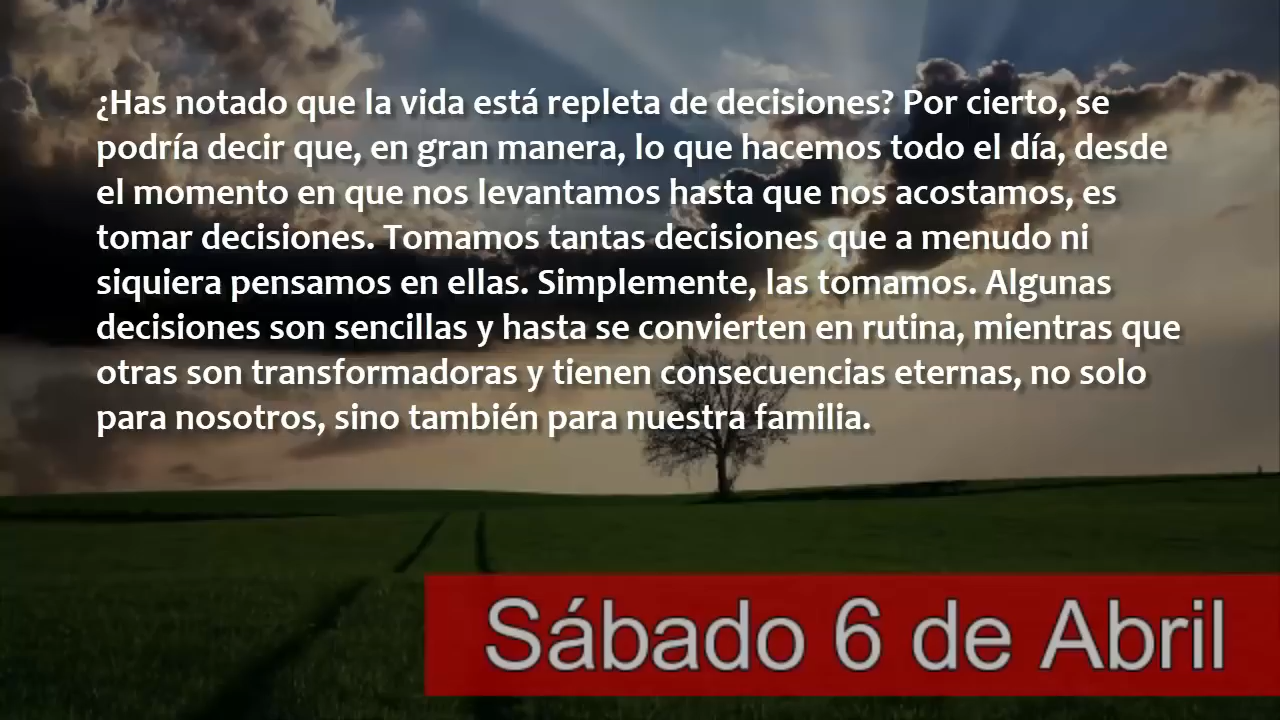 ¿Has notado que la vida está repleta de decisiones? Por cierto, se
podría decir que, en gran manera, lo que hacemos todo el día, desde
el momento en que nos levantamos hasta que nos acostamos, es
tomar decisiones. Tomamos tantas decisiones que a menudo ni
siquiera pensamos en ellas. Simplemente, las tomamos. Algunas
decisiones son sencillas y hasta se convierten en rutina, mientras que
otras son transformadoras y tienen consecuencias eternas, no solo
para nosotros, sino también para nuestra familia.
Sábado 6 de Abril